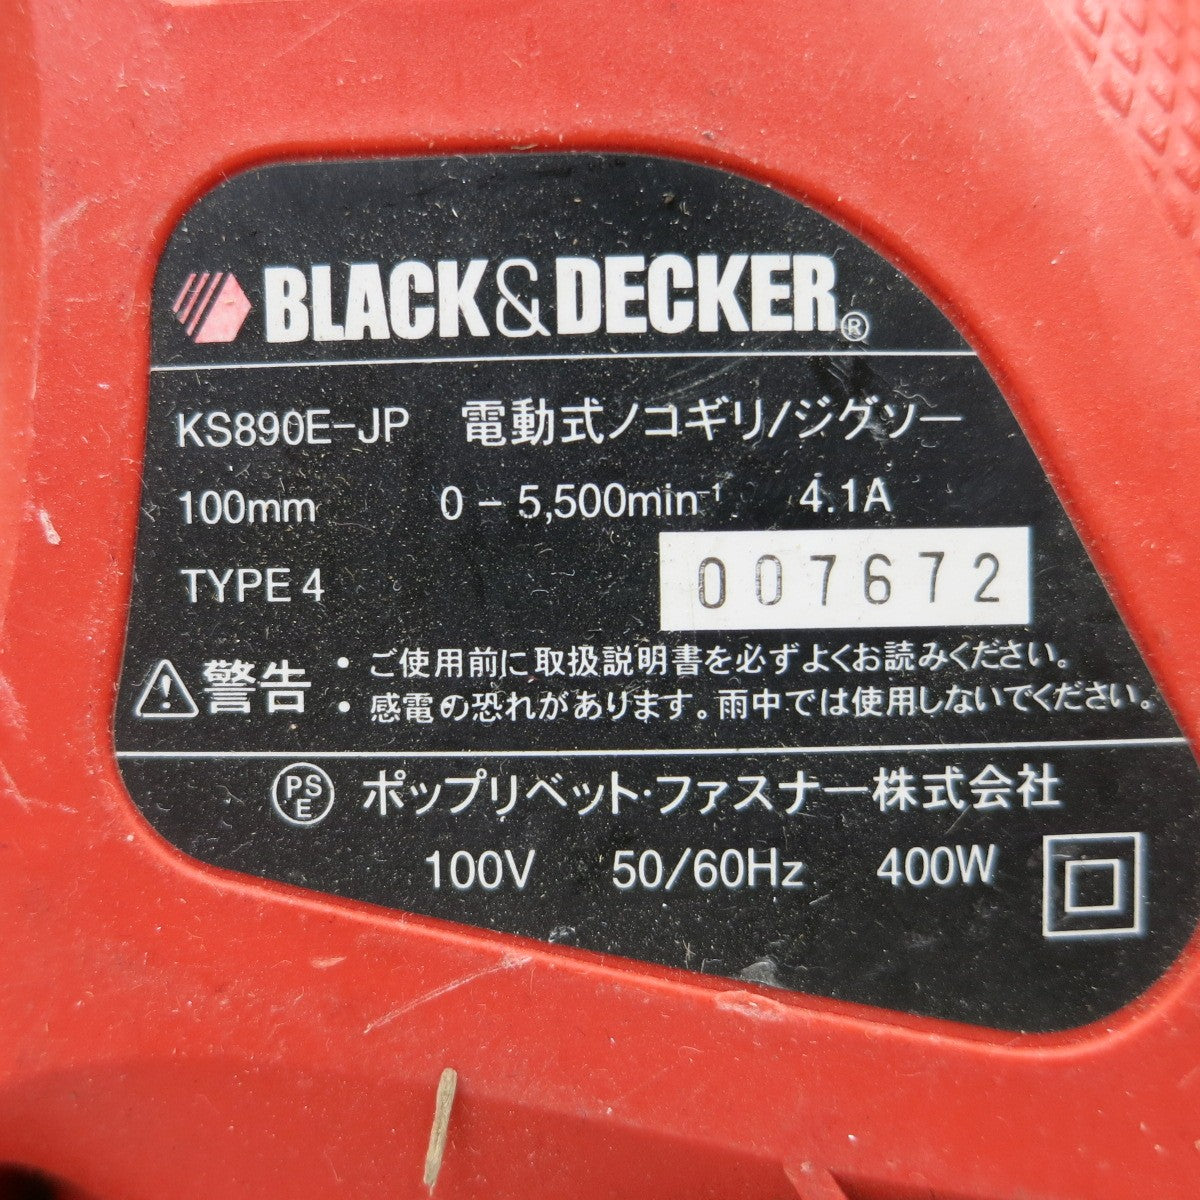 BLACK&DECKER®
KS890E-JP 電動式ノコギリ/ジグソー
100mm 0-5,500min⁻¹ 4.1A
TYPE 4 007672
警告 ・ご使用前に取扱説明書を必ずよくお読みください。
・感電の恐れがあります。雨中では使用しないでください。
PSE ポップリベット・ファスナー株式会社
100V 50/60Hz 400W